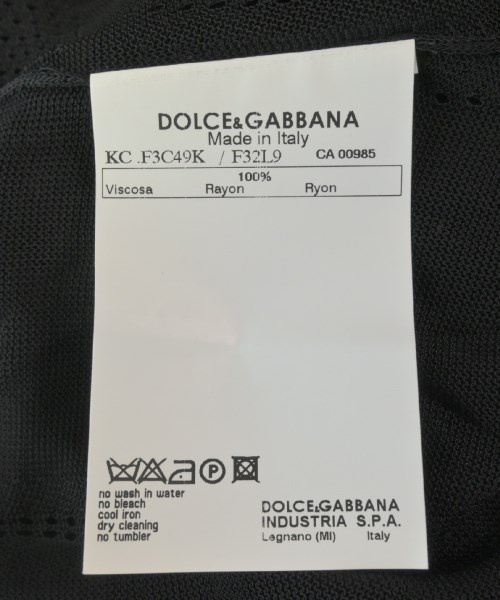 DOLCE&GABBANA
Made in Italy
KC .F3C49K / F32L9 CA 00985
100%
Viscosa Rayon Ryon
P
no wash in water
no bleach
cool iron
dry cleaning
no tumbler
DOLCE&GABBANA
INDUSTRIA S.P.A.
Legnano (MI) Italy